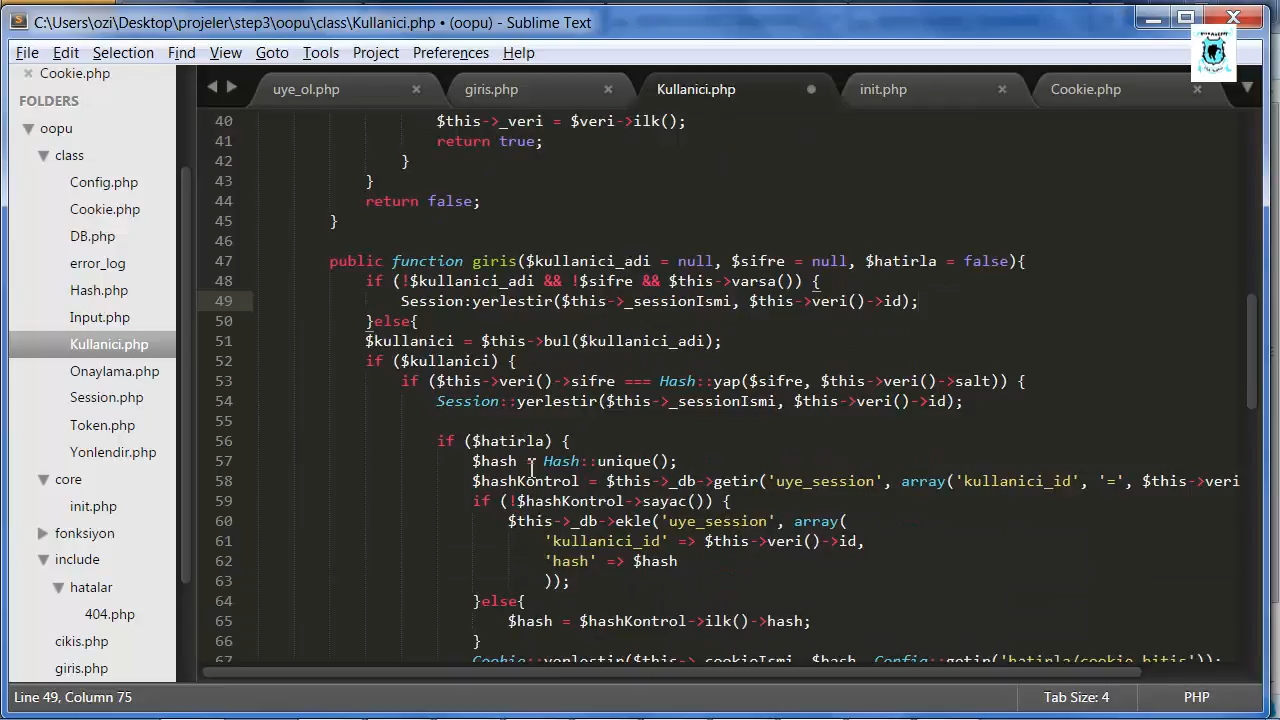 C:\Users\ozi\Desktop\projeler\step3\oopu\class\Kullanici.php • (oopu) - Sublime Text
File Edit Selection Find View Goto Tools Project Preferences Help
× Cookie.php
FOLDERS
oopu
class
Config.php
Cookie.php
DB.php
error_log
Hash.php
Input.php
Kullanici.php
Onaylama.php
Session.php
Token.php
Yonlendir.php
core
init.php
fonksiyon
include
hatalar
404.php
cikis.php
giris.php
uye_ol.php × giris.php × Kullanici.php init.php × Cookie.php ×
40 $this->_veri = $veri->ilk();
41 return true;
42 }
43 }
44 return false;
45 }
46
47 public function giris($kullanici_adi = null, $sifre = null, $hatirla = false){
48 if (!$kullanici_adi && !$sifre && $this->varsa()) {
49 Session:yerlestir($this->_sessionIsmi, $this->veri()->id);
50 }else{
51 $kullanici = $this->bul($kullanici_adi);
52 if ($kullanici) {
53 if ($this->veri()->sifre === Hash::yap($sifre, $this->veri()->salt)) {
54 Session::yerlestir($this->_sessionIsmi, $this->veri()->id);
55
56 if ($hatirla) {
57 $hash = Hash::unique();
58 $hashKontrol = $this->_db->getir('uye_session', array('kullanici_id', '=', $this->veri
59 if (!$hashKontrol->sayac()) {
60 $this->_db->ekle('uye_session', array(
61 'kullanici_id' => $this->veri()->id,
62 'hash' => $hash
63 ));
64 }else{
65 $hash = $hashKontrol->ilk()->hash;
66 }
67 Cookie::yerlestir($this->_cookieIsmi, $hash, Config::getir('hatirla/cookie_bitis'));
Line 49, Column 75 Tab Size: 4 PHP